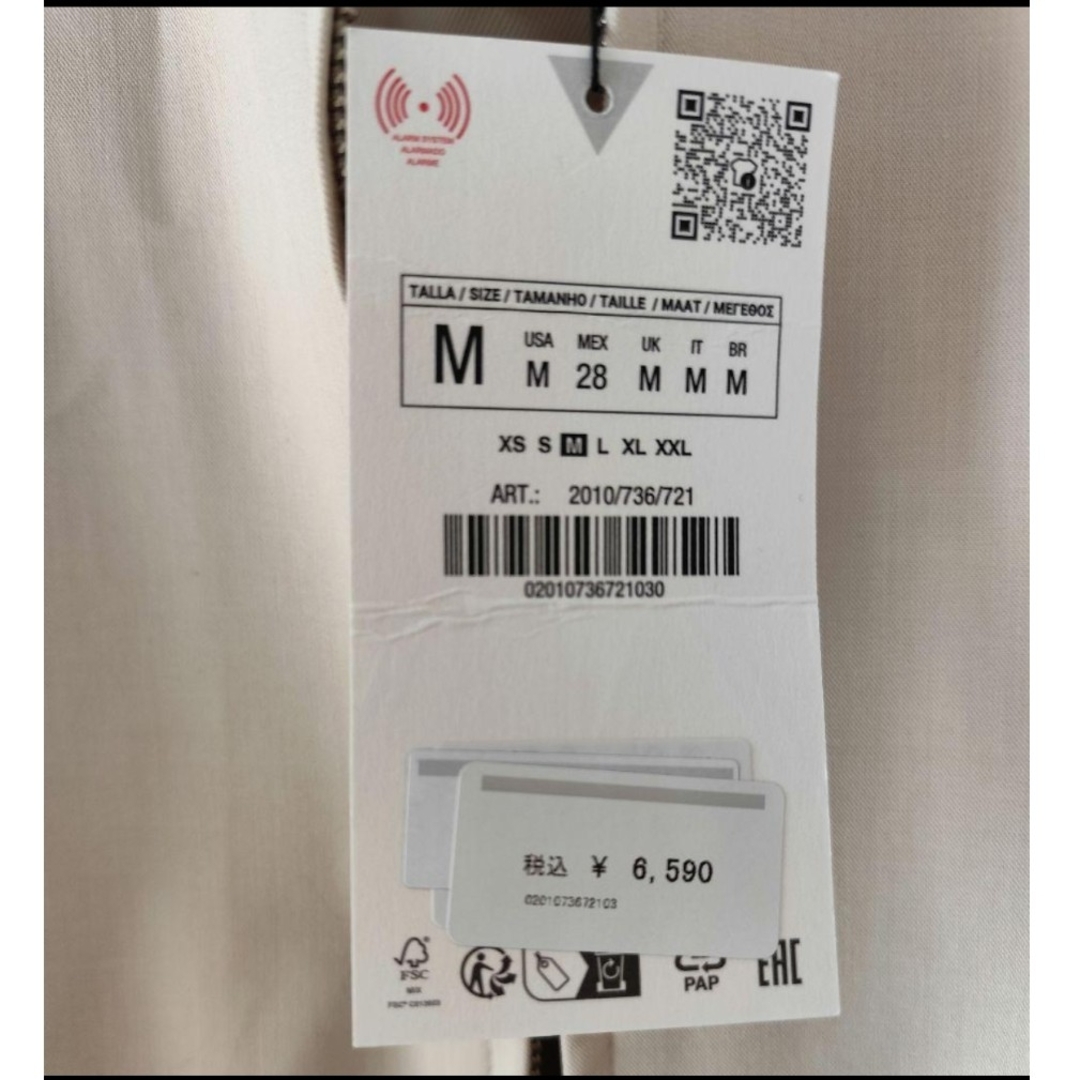 ALARM SYSTEM
ALARMADO
ALARME
TALLA / SIZE / TAMANHO / TAILLE / MAAT / ΜΕΓΕΘΟΣ
M
USA MEX UK IT BR
M 28 M M M
XS S M L XL XXL
ART.: 2010/736/721
02010736721030
税込 ¥ 6,590
0201073672103
FSC
MIX
PAP
EAC